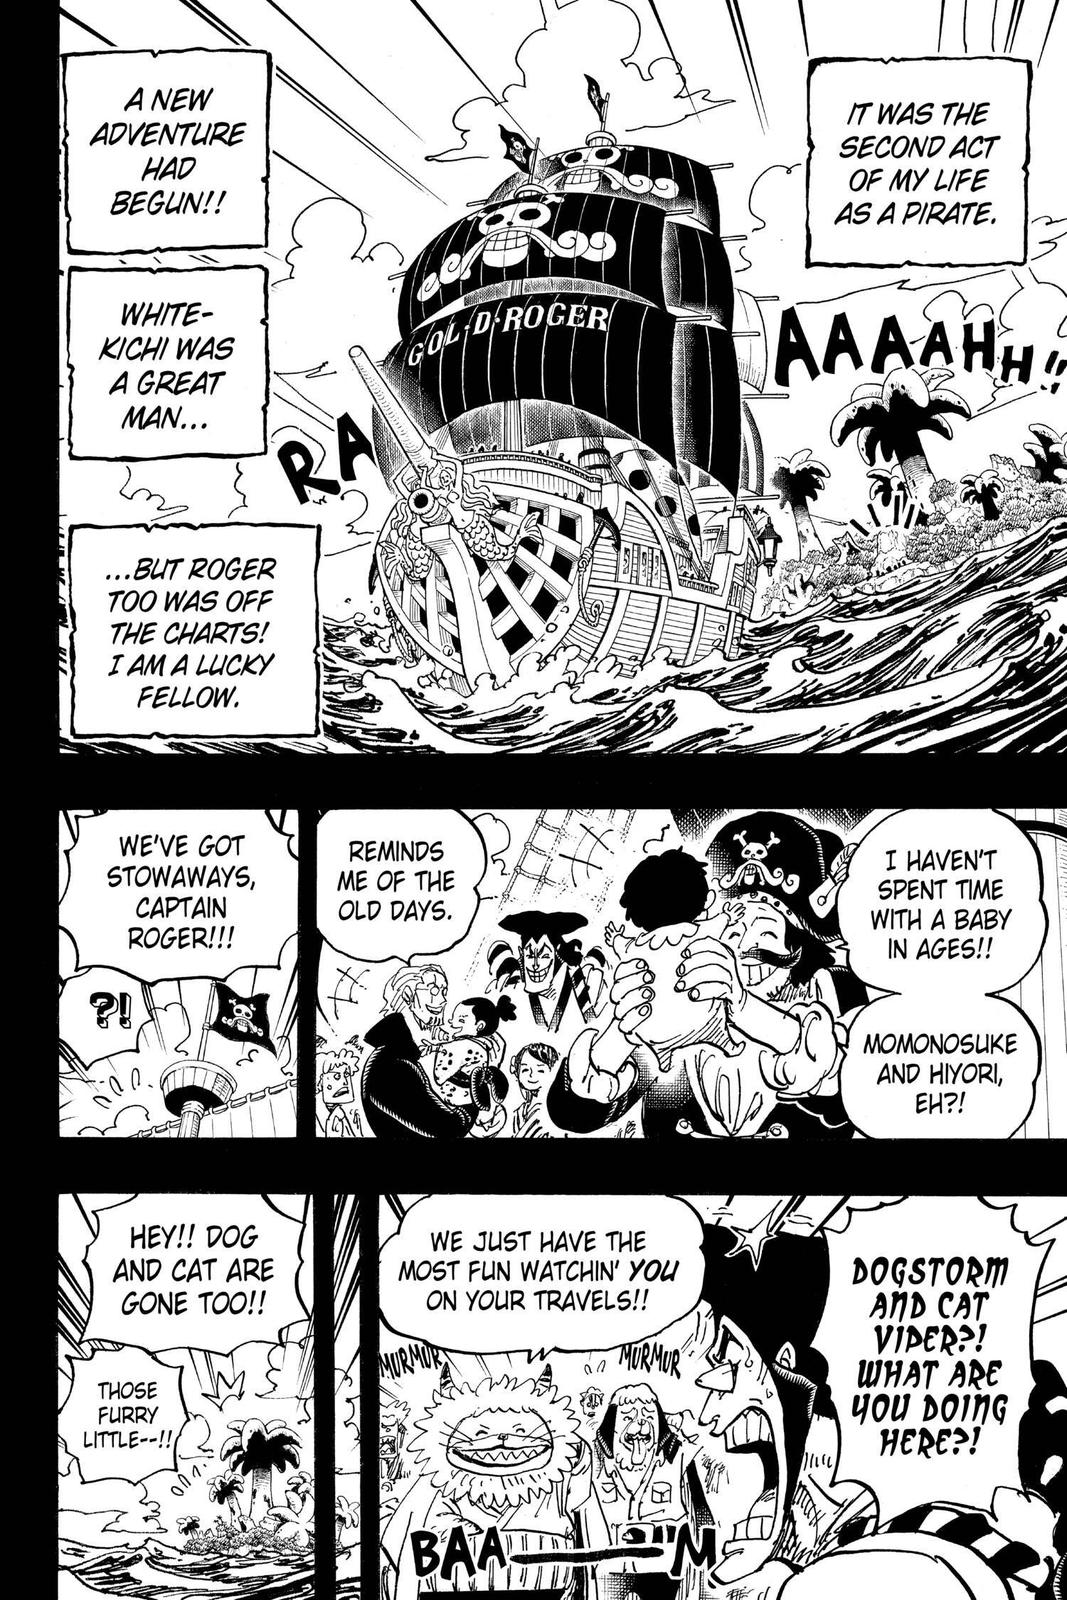 IT WAS THE
SECOND ACT
OF MY LIFE
AS A PIRATE.
A NEW
ADVENTURE
HAD
BEGUN!!
WHITE-
KICHI WAS
A GREAT
MAN...
...BUT ROGER
TOO WAS OFF
THE CHARTS!
I AM A LUCKY
FELLOW.
GOL·D·ROGER
RA
AAAAHH!!
I HAVEN'T
SPENT TIME
WITH A BABY
IN AGES!!
MOMONOSUKE
AND HIYORI,
EH?!
REMINDS
ME OF THE
OLD DAYS.
WE'VE GOT
STOWAWAYS,
CAPTAIN
ROGER!!!
?!
DOGSTORM
AND CAT
VIPER?!
WHAT ARE
YOU DOING
HERE?!
WE JUST HAVE THE
MOST FUN WATCHIN' YOU
ON YOUR TRAVELS!!
MURMUR
MURMUR
BAA—M
HEY!! DOG
AND CAT ARE
GONE TOO!!
THOSE
FURRY
LITTLE--!!